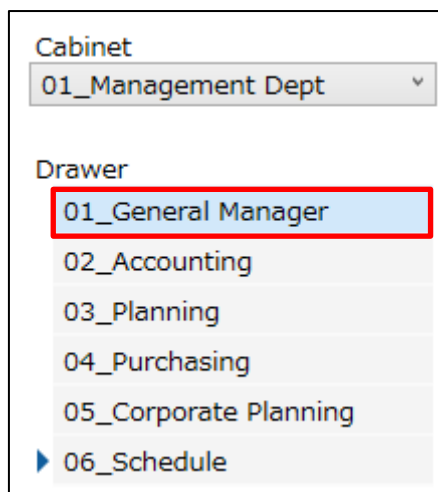 Cabinet
01_Management Dept
Drawer
01_General Manager
02_Accounting
03_Planning
04_Purchasing
05_Corporate Planning
06_Schedule